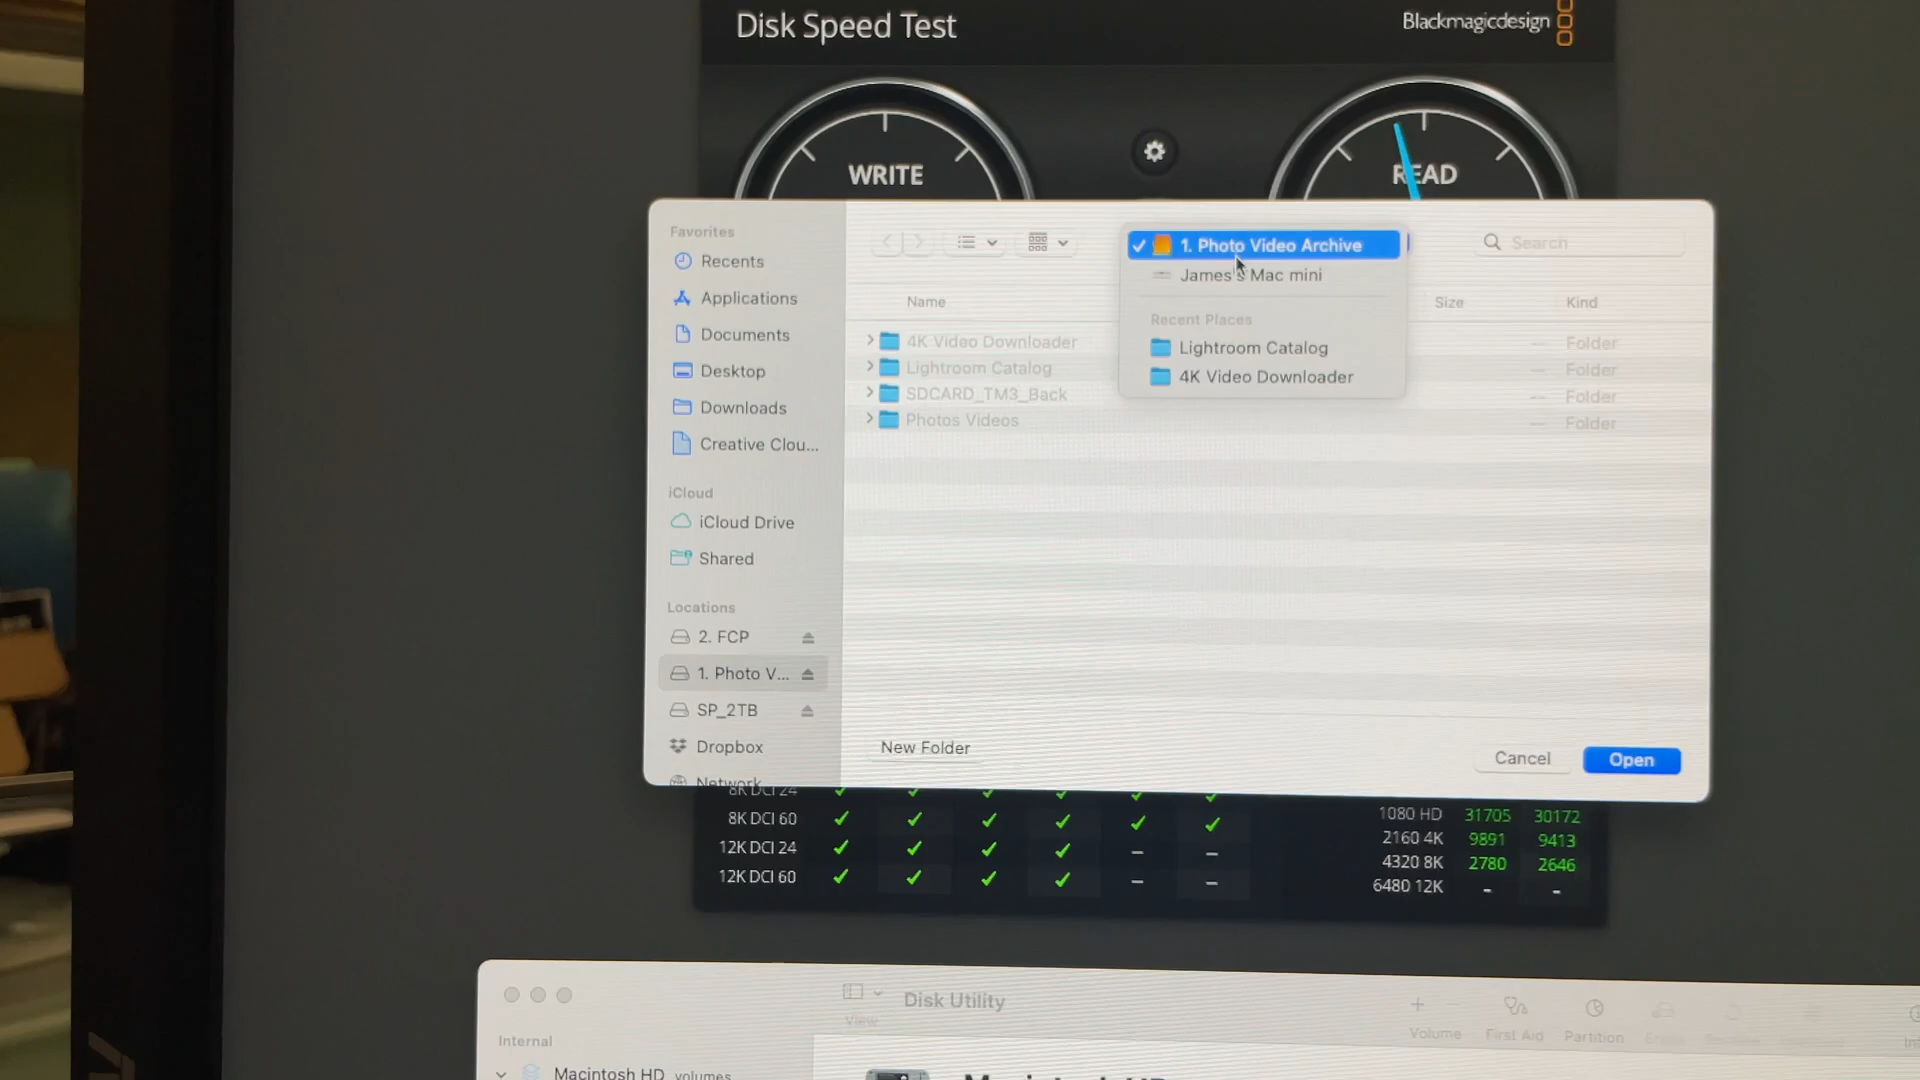 Disk Speed Test
Blackmagicdesign
WRITE
READ
Favorites
Recents
Applications
Documents
Desktop
Downloads
Creative Clou...
iCloud
iCloud Drive
Shared
Locations
2. FCP
1. Photo V...
SP_2TB
Dropbox
Network
1. Photo Video Archive
James's Mac mini
Recent Places
Lightroom Catalog
4K Video Downloader
Search
Name
Size
Kind
4K Video Downloader
-- Folder
Lightroom Catalog
-- Folder
SDCARD_TM3_Back
-- Folder
Photos Videos
-- Folder
New Folder
Cancel
Open
8K DCI 24 ✓ ✓ ✓ ✓ ✓ ✓
8K DCI 60 ✓ ✓ ✓ ✓ ✓ ✓
12K DCI 24 ✓ ✓ ✓ ✓ – –
12K DCI 60 ✓ ✓ ✓ ✓ – –
1080 HD 31705 30172
2160 4K 9891 9413
4320 8K 2780 2646
6480 12K - -
Disk Utility
View
Volume
First Aid
Partition
Internal
Macintosh HD volumes